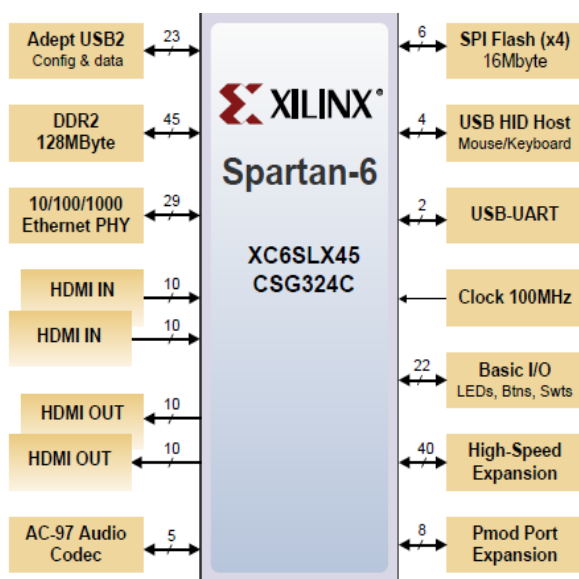 Adept USB2
Config & data
23
DDR2
128MByte
45
10/100/1000
Ethernet PHY
29
HDMI IN
10
HDMI IN
10
HDMI OUT
10
HDMI OUT
10
AC-97 Audio
Codec
5
XILINX®
Spartan-6
XC6SLX45
CSG324C
6
SPI Flash (x4)
16Mbyte
4
USB HID Host
Mouse/Keyboard
2
USB-UART
Clock 100MHz
22
Basic I/O
LEDs, Btns, Swts
40
High-Speed
Expansion
8
Pmod Port
Expansion